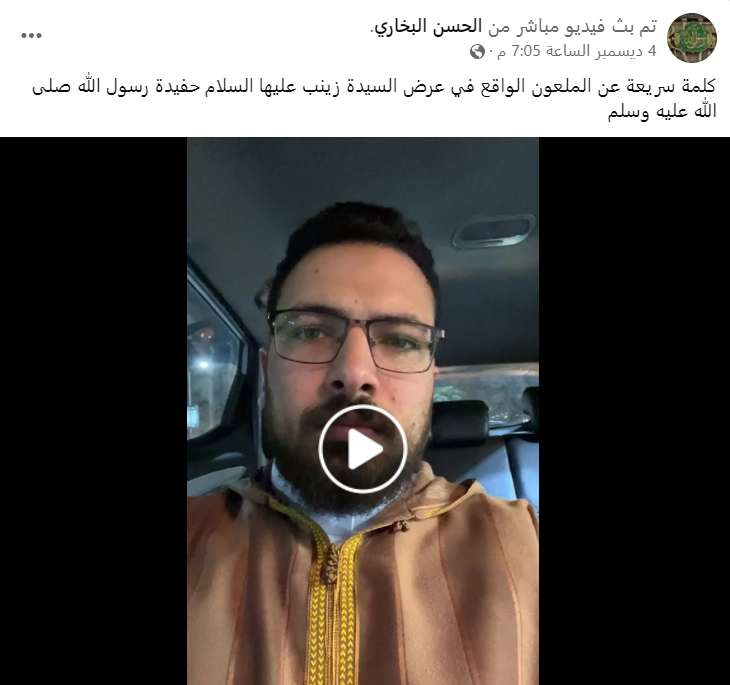 تم بث فيديو مباشر من الحسن البخاري.
4 ديسمبر الساعة 7:05 م ·
كلمة سريعة عن الملعون الواقع في عرض السيدة زينب عليها السلام حفيدة رسول الله صلى
الله عليه وسلم